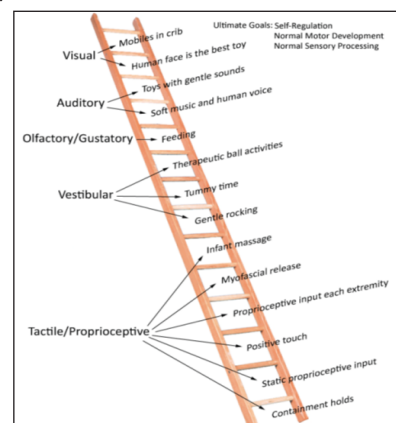 Ultimate Goals: Self-Regulation
Normal Motor Development
Normal Sensory Processing
Mobiles in crib
Visual
Human face is the best toy
Toys with gentle sounds
Auditory
Soft music and human voice
Olfactory/Gustatory
Feeding
Therapeutic ball activities
Vestibular
Tummy time
Gentle rocking
Infant massage
Myofascial release
Proprioceptive input each extremity
Tactile/Proprioceptive
Positive touch
Static proprioceptive input
Containment holds